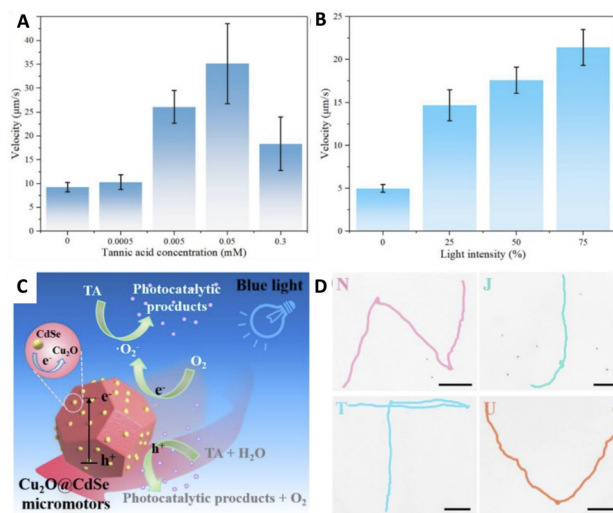 A
Velocity (μm/s)
45
40
35
30
25
20
15
10
5
0
0
0.0005
0.005
0.05
0.3
Tannic acid concentration (mM)
B
Velocity (μm/s)
25
20
15
10
5
0
0
25
50
75
Light intensity (%)
C
TA
Photocatalytic
procducts
Blue light
CdSe
Cu₂O
e⁻
·O₂⁻
O₂
e⁻
e⁻
h⁺
h⁺
TA + H₂O
Cu₂O@CdSe
micromotors
Photocatalytic procducts + O₂
D
N
J
T
U